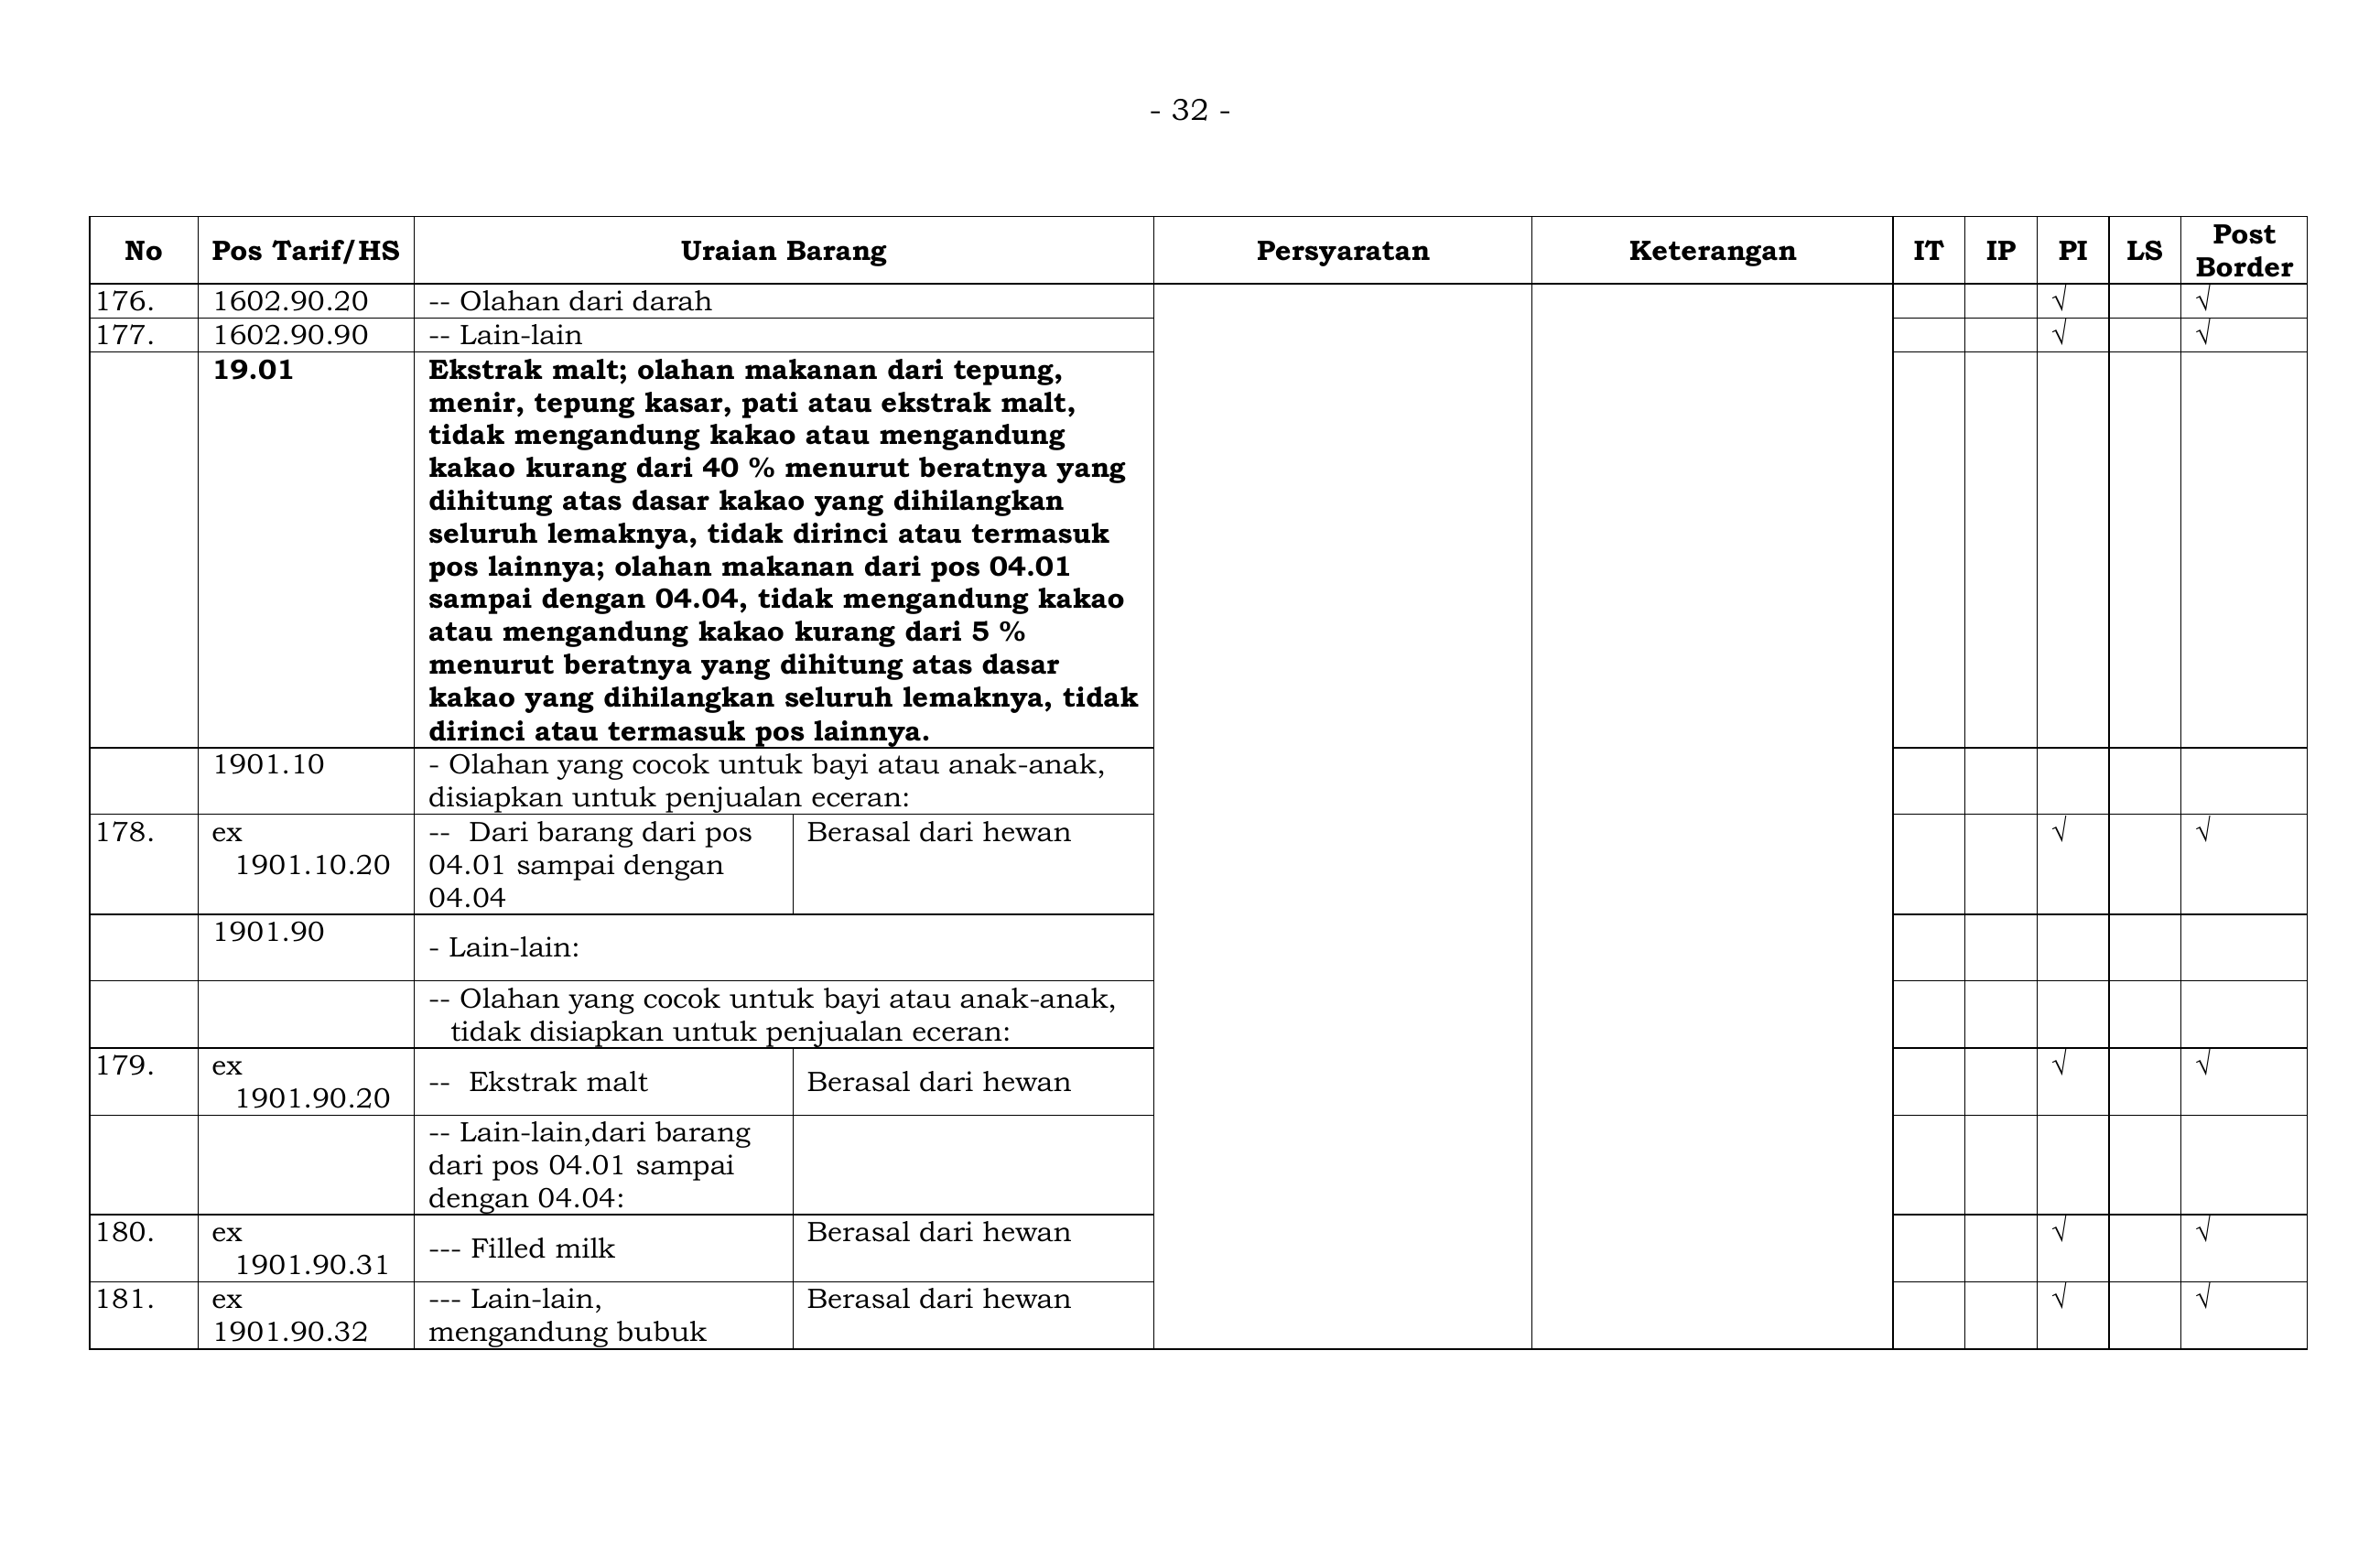 - 32 -
No Pos Tarif/HS Uraian Barang Persyaratan Keterangan IT IP PI LS Post Border
176. 1602.90.20 -- Olahan dari darah √ √
177. 1602.90.90 -- Lain-lain √ √
19.01 Ekstrak malt; olahan makanan dari tepung,
menir, tepung kasar, pati atau ekstrak malt,
tidak mengandung kakao atau mengandung
kakao kurang dari 40 % menurut beratnya yang
dihitung atas dasar kakao yang dihilangkan
seluruh lemaknya, tidak dirinci atau termasuk
pos lainnya; olahan makanan dari pos 04.01
sampai dengan 04.04, tidak mengandung kakao
atau mengandung kakao kurang dari 5 %
menurut beratnya yang dihitung atas dasar
kakao yang dihilangkan seluruh lemaknya, tidak
dirinci atau termasuk pos lainnya.
1901.10 - Olahan yang cocok untuk bayi atau anak-anak,
disiapkan untuk penjualan eceran:
178. ex -- Dari barang dari pos Berasal dari hewan √ √
1901.10.20 04.01 sampai dengan
04.04
1901.90 - Lain-lain:
-- Olahan yang cocok untuk bayi atau anak-anak,
tidak disiapkan untuk penjualan eceran:
179. ex 1901.90.20 -- Ekstrak malt Berasal dari hewan √ √
-- Lain-lain,dari barang
dari pos 04.01 sampai
dengan 04.04:
180. ex 1901.90.31 --- Filled milk Berasal dari hewan √ √
181. ex --- Lain-lain, Berasal dari hewan √ √
1901.90.32 mengandung bubuk